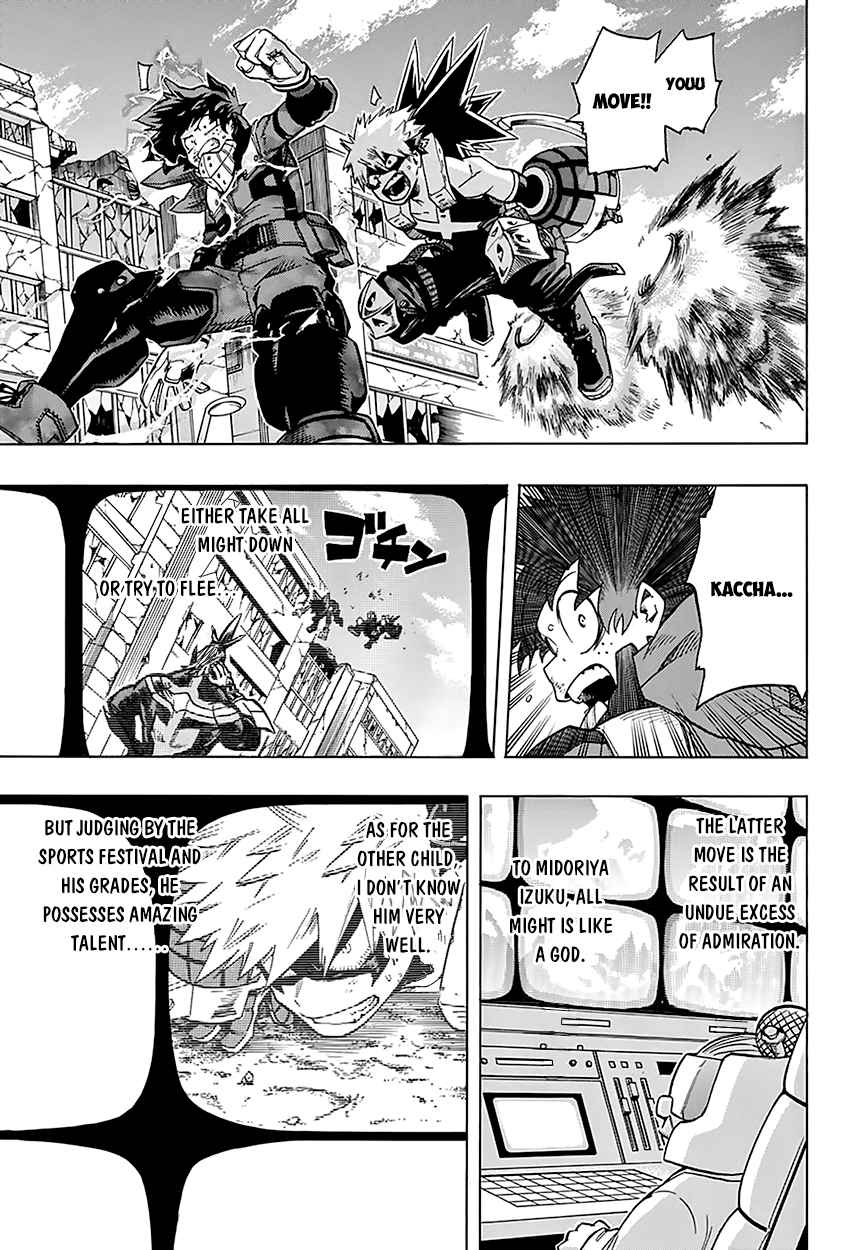 YOUU
MOVE!!
KACCHA...
ゴチン
EITHER TAKE ALL
MIGHT DOWN
OR TRY TO FLEE...
THE LATTER
MOVE IS THE
RESULT OF AN
UNDUE EXCESS
OF ADMIRATION.
TO MIDORIYA
IZUKU, ALL
MIGHT IS LIKE
A GOD.
AS FOR THE
OTHER CHILD,
I DON'T KNOW
HIM VERY
WELL.
BUT JUDGING BY THE
SPORTS FESTIVAL AND
HIS GRADES, HE
POSSESSES AMAZING
TALENT......